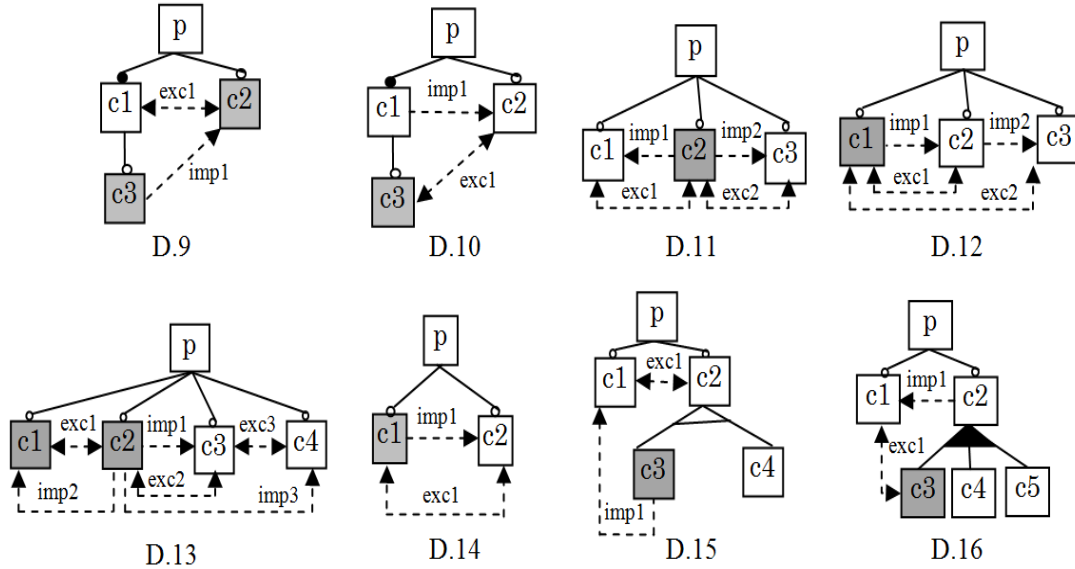 p p p p
c1 exc1 c2 imp1 c3
c1 imp1 c2 exc1 c3
c1 imp1 c2 imp2 c3 exc1 exc2
c1 imp1 c2 imp2 c3 exc1 exc2
D.9 D.10 D.11 D.12
p p p p
c1 exc1 c2 imp1 c3 exc3 c4 imp2 exc2 imp3
c1 imp1 c2 exc1
c1 exc1 c2 c3 c4 imp1
c1 imp1 c2 exc1 c3 c4 c5
D.13 D.14 D.15 D.16